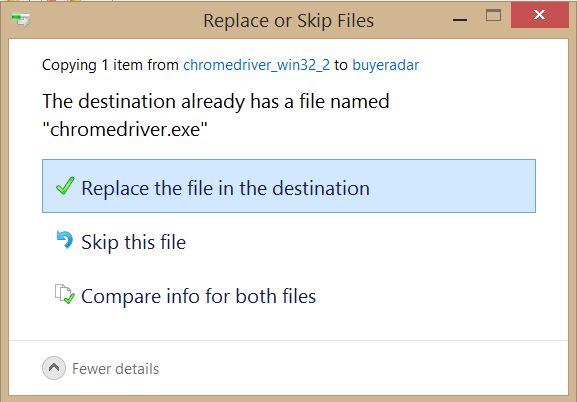 Replace or Skip Files
Copying 1 item from chromedriver_win32_2 to buyeradar
The destination already has a file named
"chromedriver.exe"
Replace the file in the destination
Skip this file
Compare info for both files
Fewer details